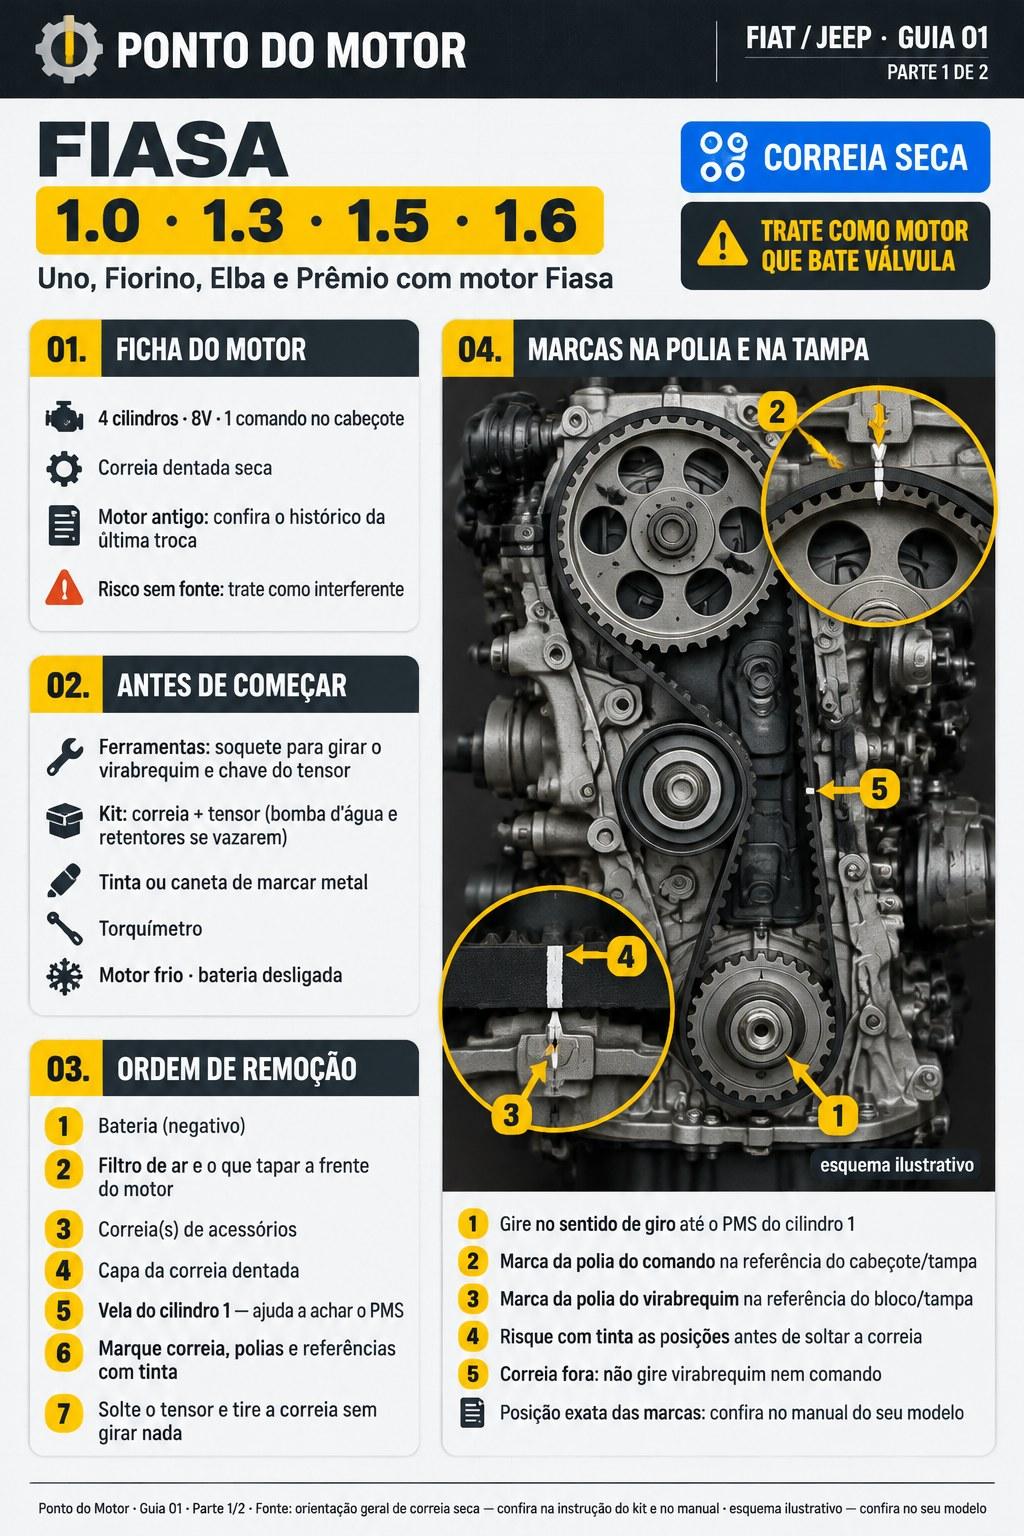 PONTO DO MOTOR
FIAT / JEEP · GUIA 01
PARTE 1 DE 2
FIASA
1.0 · 1.3 · 1.5 · 1.6
Uno, Fiorino, Elba e Prêmio com motor Fiasa
CORREIA SECA
TRATE COMO MOTOR
QUE BATE VÁLVULA
01. FICHA DO MOTOR
4 cilindros · 8V · 1 comando no cabeçote
Correia dentada seca
Motor antigo: confira o histórico da
última troca
Risco sem fonte: trate como interferente
02. ANTES DE COMEÇAR
Ferramentas: soquete para girar o
virabrequim e chave do tensor
Kit: correia + tensor (bomba d'água e
retentores se vazarem)
Tinta ou caneta de marcar metal
Torquímetro
Motor frio · bateria desligada
03. ORDEM DE REMOÇÃO
1 Bateria (negativo)
2 Filtro de ar e o que tapar a frente
do motor
3 Correia(s) de acessórios
4 Capa da correia dentada
5 Vela do cilindro 1 — ajuda a achar o PMS
6 Marque correia, polias e referências
com tinta
7 Solte o tensor e tire a correia sem
girar nada
04. MARCAS NA POLIA E NA TAMPA
2
5
4
3
1
esquema ilustrativo
1 Gire no sentido de giro até o PMS do cilindro 1
2 Marca da polia do comando na referência do cabeçote/tampa
3 Marca da polia do virabrequim na referência do bloco/tampa
4 Risque com tinta as posições antes de soltar a correia
5 Correia fora: não gire virabrequim nem comando
Posição exata das marcas: confira no manual do seu modelo
Ponto do Motor · Guia 01 · Parte 1/2 · Fonte: orientação geral de correia seca — confira na instrução do kit e no manual · esquema ilustrativo — confira no seu modelo